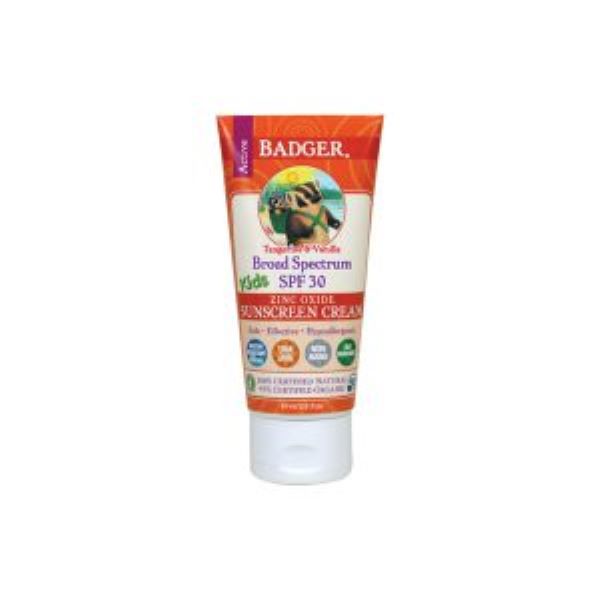 Active
BADGER
Tangerine & Vanilla
Broad Spectrum
Kids SPF 30
ZINC OXIDE
SUNSCREEN CREAM
Safe • Effective • Hypoallergenic
100% CERTIFIED NATURAL
CERTIFIED ORGANIC